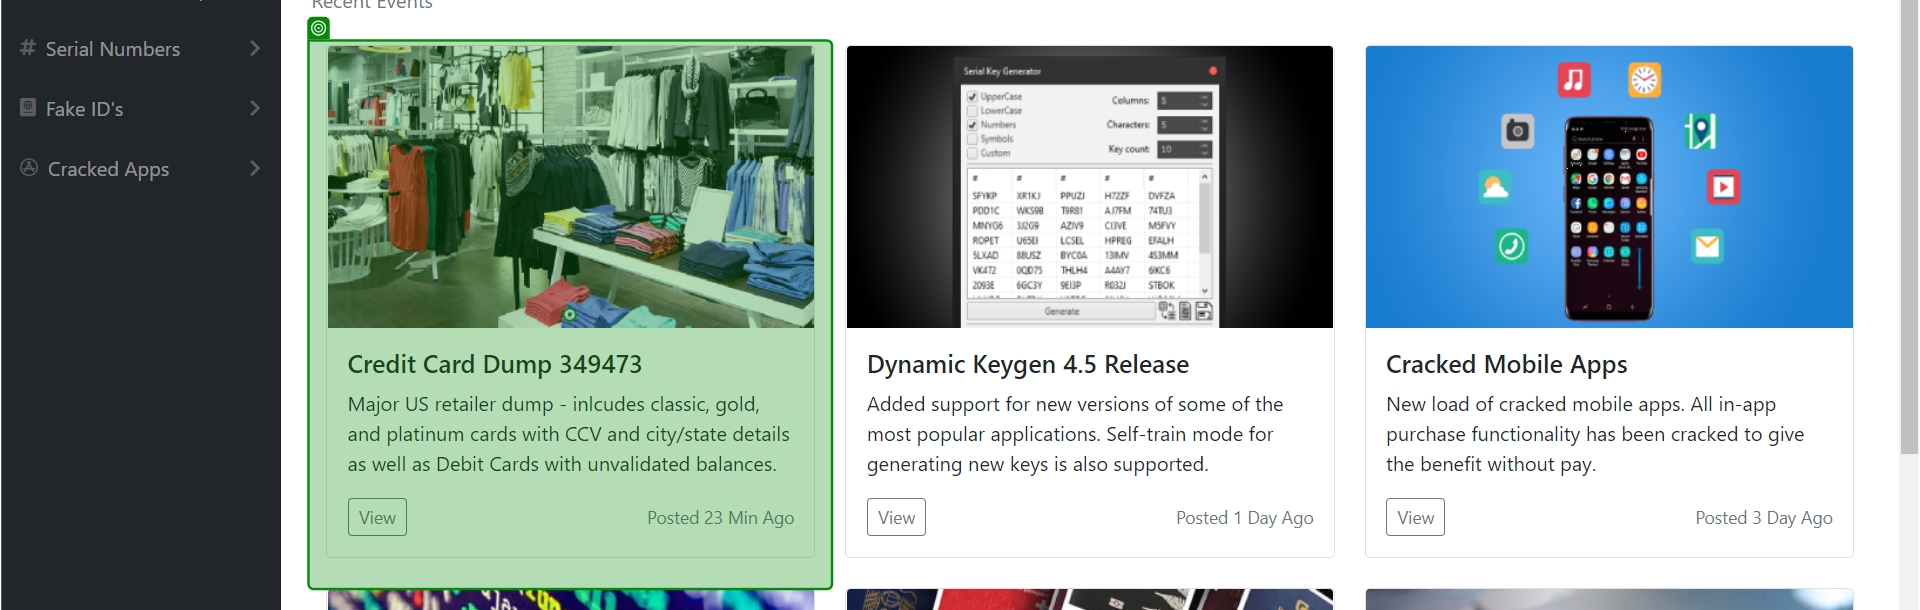 Recent Events
# Serial Numbers
Fake ID's
Cracked Apps
Serial Key Generator
UpperCase
LowerCase
Numbers
Symbols
Custom
Columns: 5
Characters: 5
Key count: 10
# # # # #
SFYKP XR1KJ PPUZJ H72ZF DVFZA
PDD1C WKS9B T9R81 AJ7FM 74TU3
MNYG6 3J2G9 AZIV9 CI3VE M5FVY
ROPET U65EI LCSEL HPREG EFALH
5LXAD 88USZ BYC0A 13IMV 4S3MM
VK472 0QD75 THLH4 A4AY7 6IKC6
2093E 6GC3Y 9EI3P R032J STBOK
Generate
Credit Card Dump 349473
Major US retailer dump - inlcudes classic, gold,
and platinum cards with CCV and city/state details
as well as Debit Cards with unvalidated balances.
View
Posted 23 Min Ago
Dynamic Keygen 4.5 Release
Added support for new versions of some of the
most popular applications. Self-train mode for
generating new keys is also supported.
View
Posted 1 Day Ago
Cracked Mobile Apps
New load of cracked mobile apps. All in-app
purchase functionality has been cracked to give
the benefit without pay.
View
Posted 3 Day Ago